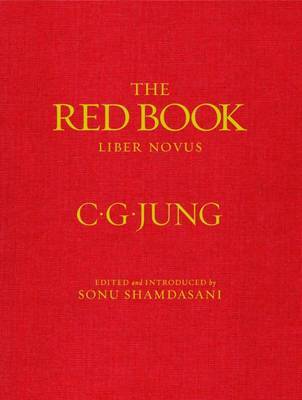 THE
RED BOOK
LIBER NOVUS
C·G·JUNG
EDITED and INTRODUCED by
SONU SHAMDASANI